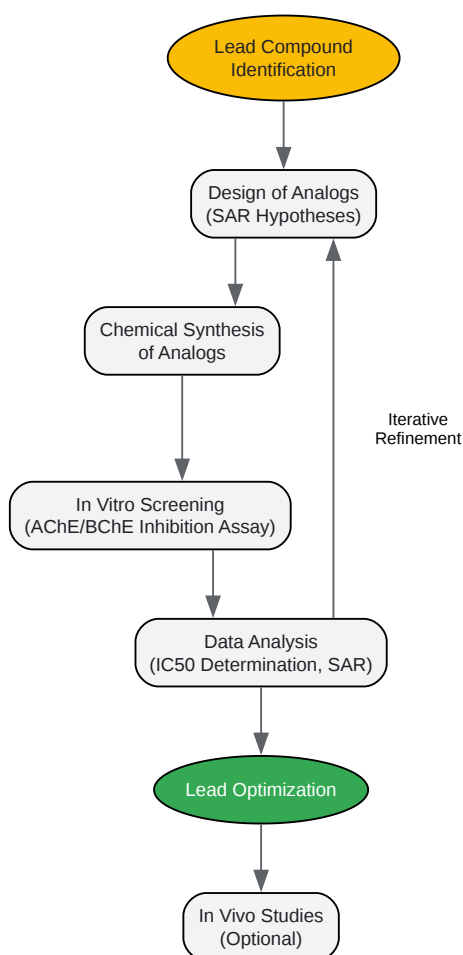 Lead Compound
Identification
Design of Analogs
(SAR Hypotheses)
Chemical Synthesis
of Analogs
Iterative
Refinement
In Vitro Screening
(AChE/BChE Inhibition Assay)
Data Analysis
(IC50 Determination, SAR)
Lead Optimization
In Vivo Studies
(Optional)